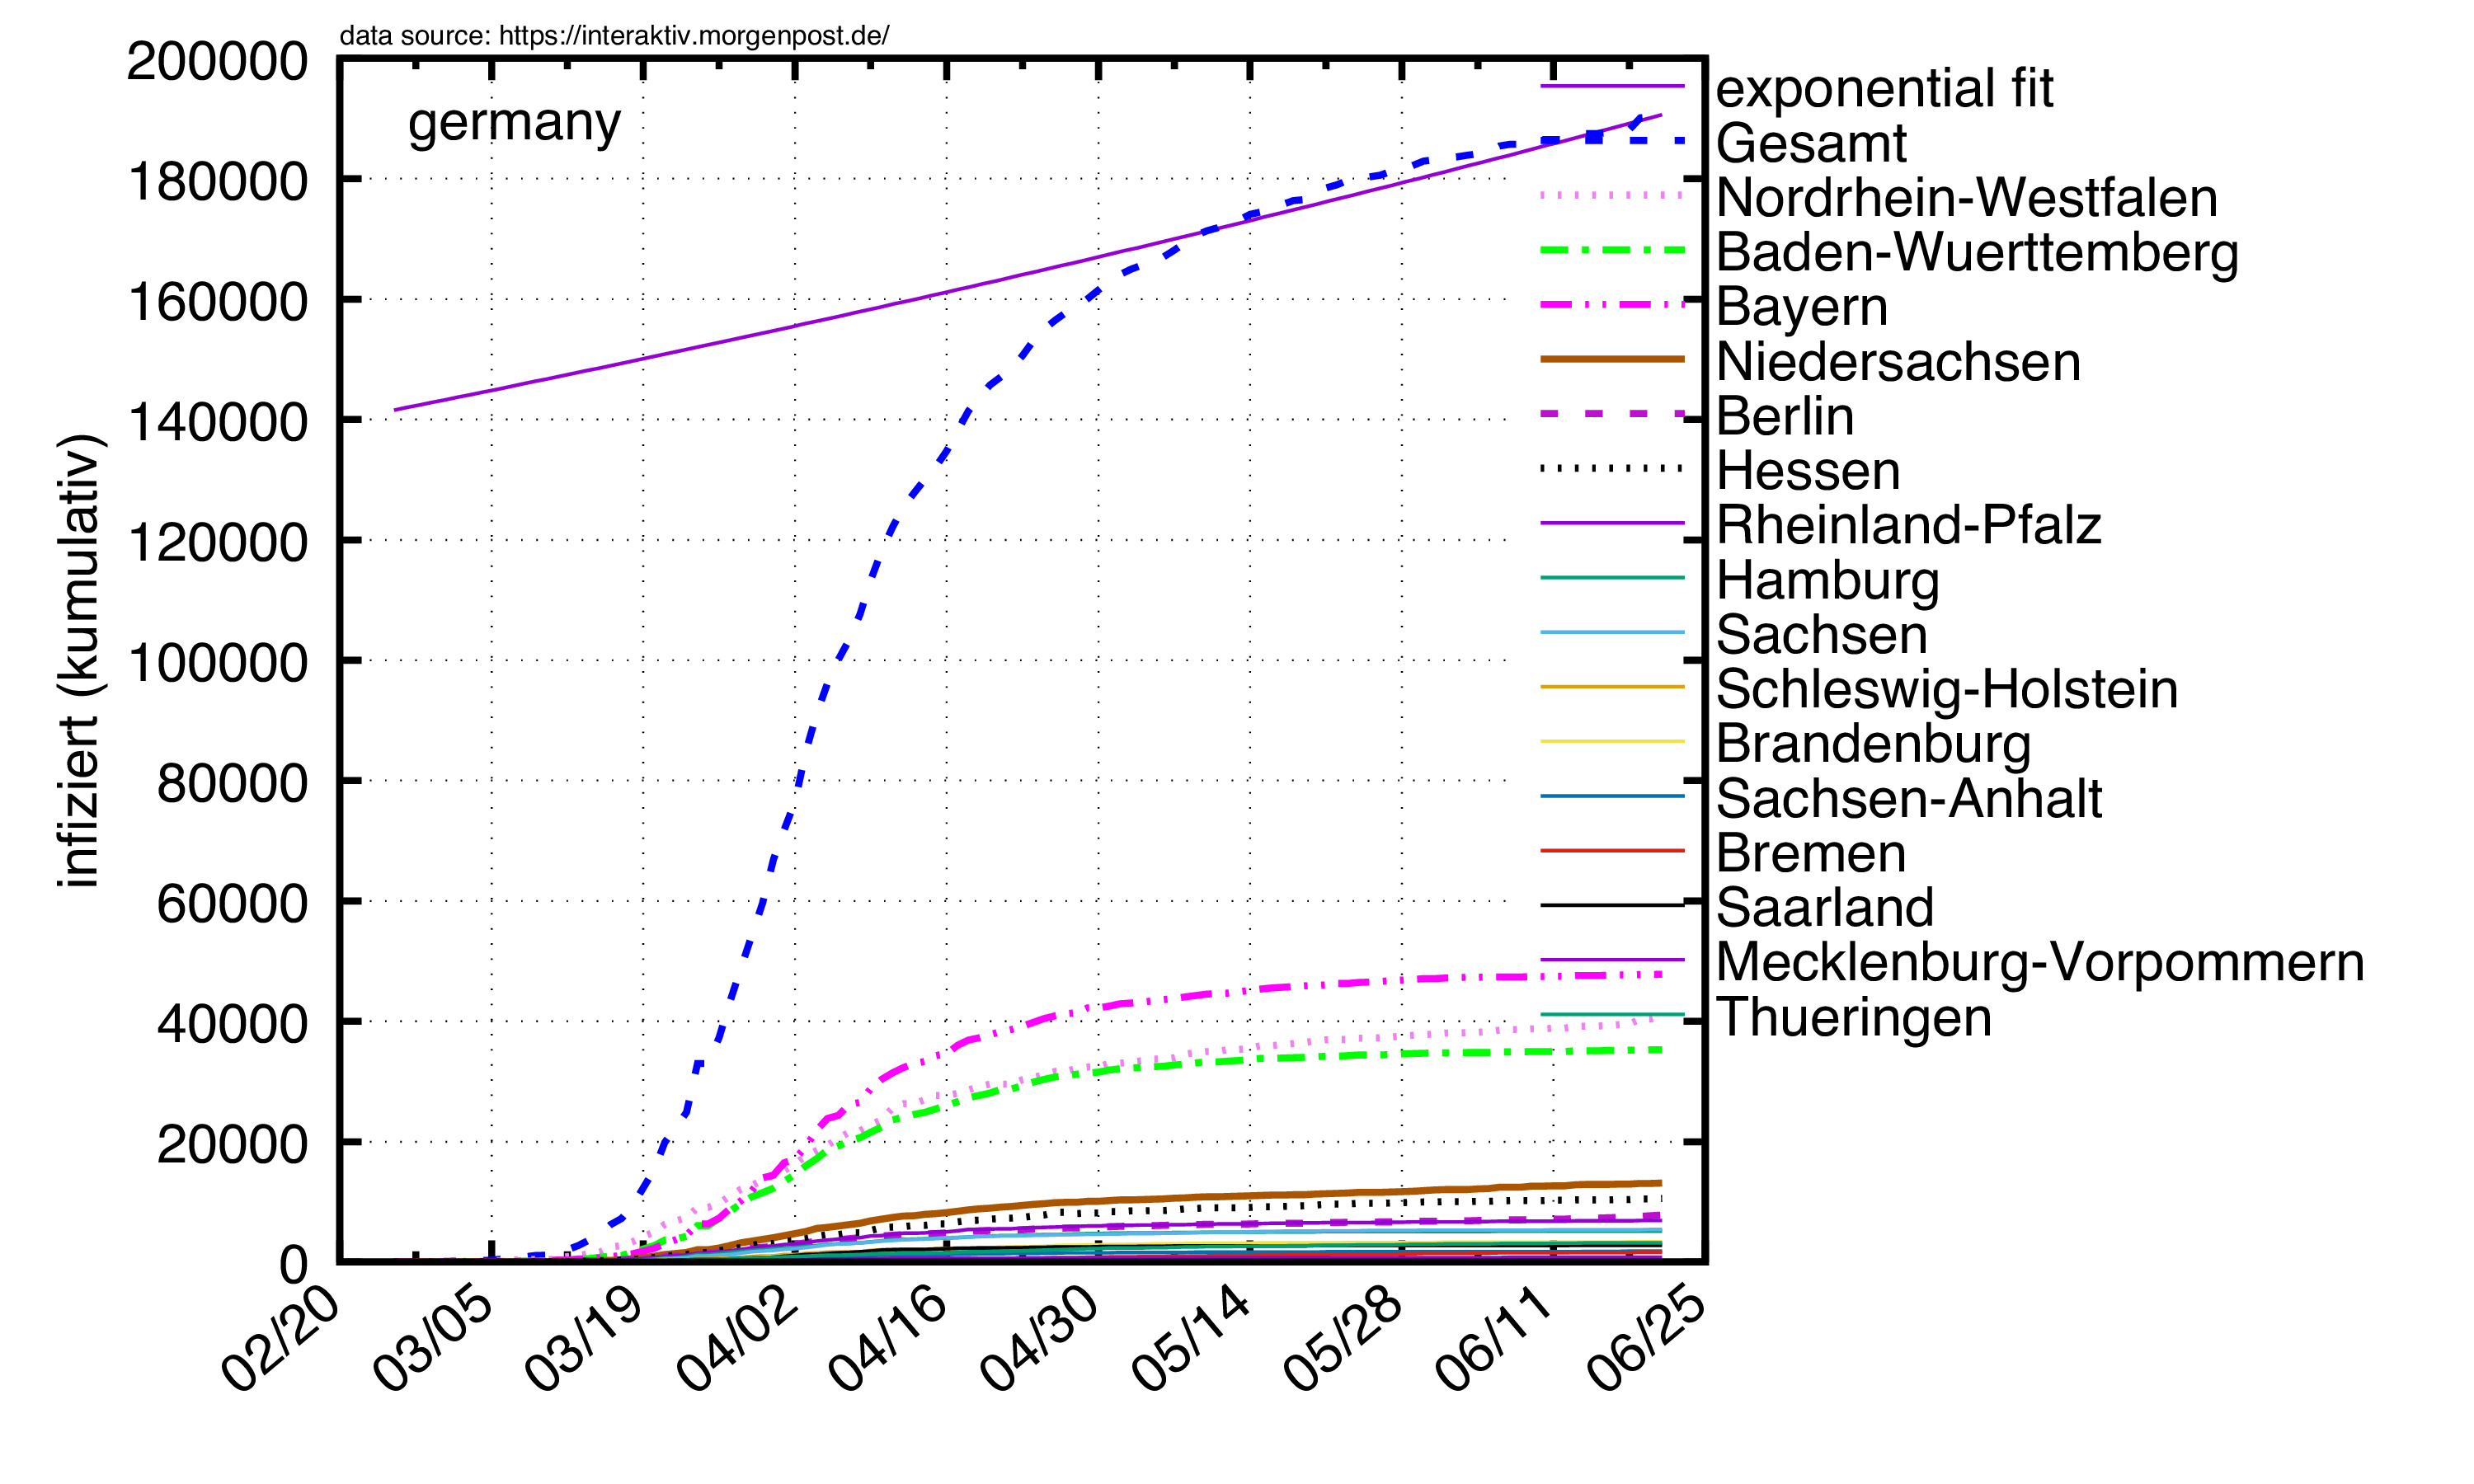 data source: https://interaktiv.morgenpost.de/
200000
180000
160000
140000
120000
100000
80000
60000
40000
20000
0
infiziert (kumulativ)
germany
exponential fit
Gesamt
Nordrhein-Westfalen
Baden-Wuerttemberg
Bayern
Niedersachsen
Berlin
Hessen
Rheinland-Pfalz
Hamburg
Sachsen
Schleswig-Holstein
Brandenburg
Sachsen-Anhalt
Bremen
Saarland
Mecklenburg-Vorpommern
Thueringen
02/20
03/05
03/19
04/02
04/16
04/30
05/14
05/28
06/11
06/25